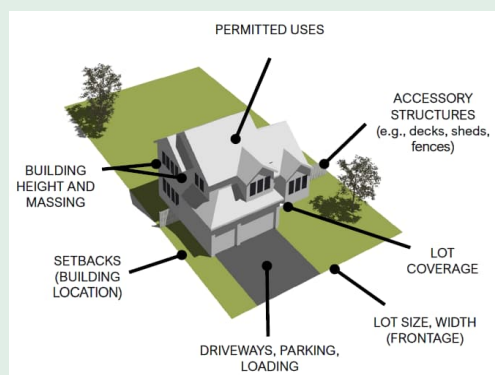 PERMITTED USES
ACCESSORY
STRUCTURES
(e.g., decks, sheds,
fences)
BUILDING
HEIGHT AND
MASSING
SETBACKS
(BUILDING
LOCATION)
LOT
COVERAGE
LOT SIZE, WIDTH
(FRONTAGE)
DRIVEWAYS, PARKING,
LOADING